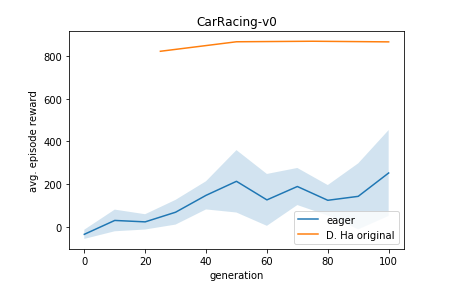 CarRacing-v0
avg. episode reward
800
600
400
200
0
0 20 40 60 80 100
generation
eager
D. Ha original